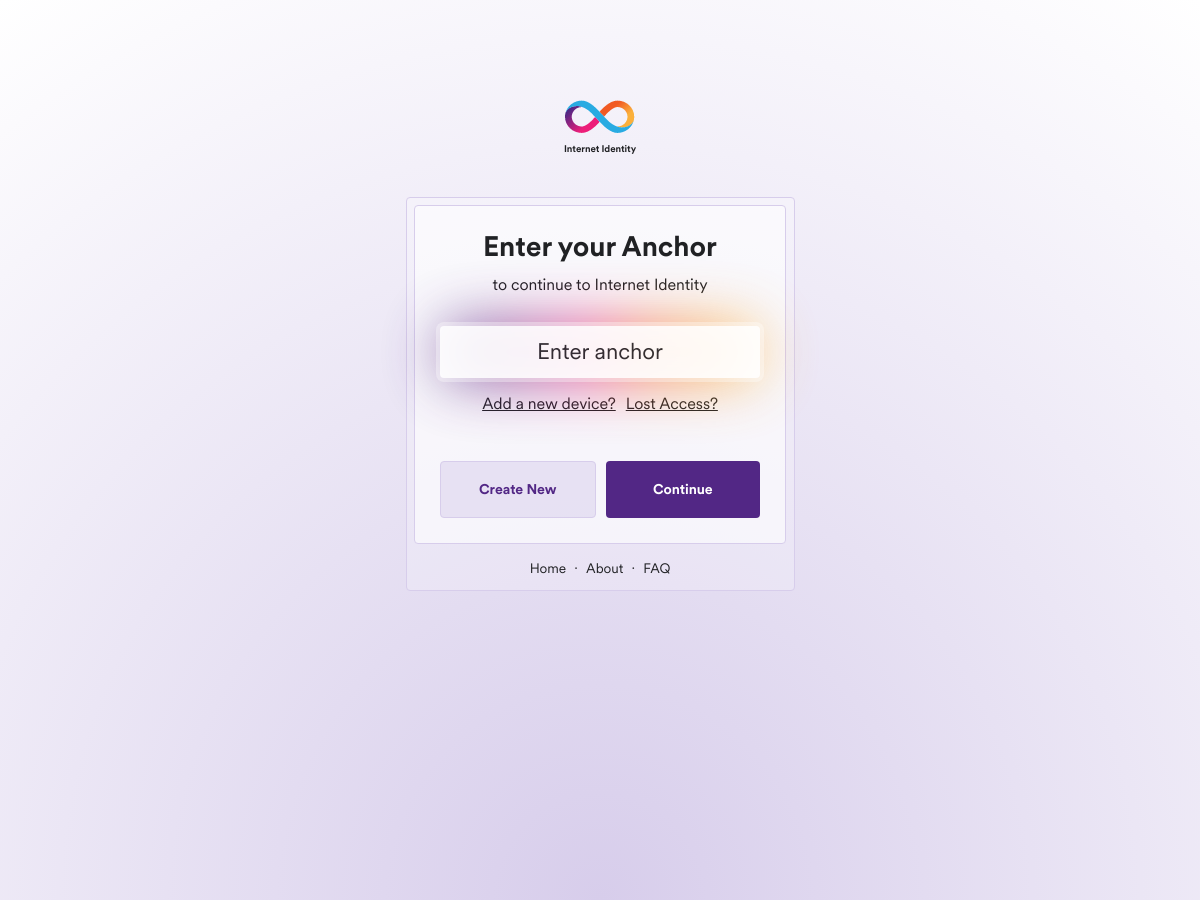 Internet Identity
Enter your Anchor
to continue to Internet Identity
Enter anchor
Add a new device? Lost Access?
Create New Continue
Home · About · FAQ